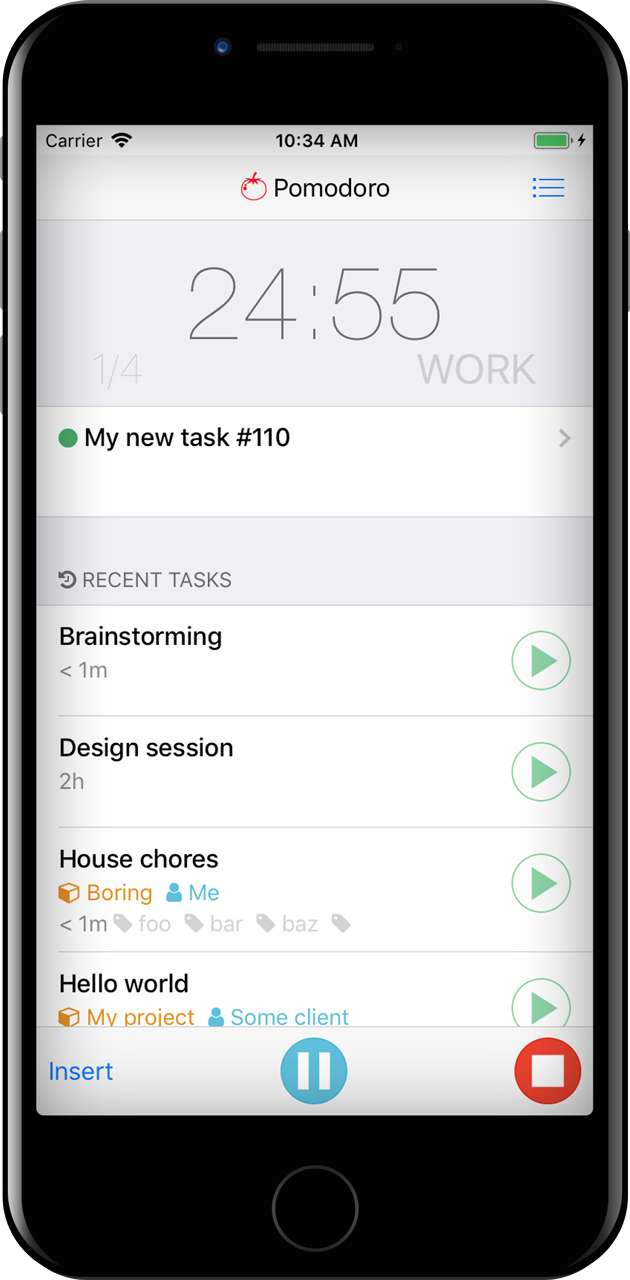 Carrier 10:34 AM
Pomodoro
24:55
1/4 WORK
My new task #110
RECENT TASKS
Brainstorming
< 1m
Design session
2h
House chores
Boring Me
< 1m foo bar baz
Hello world
My project Some client
Insert